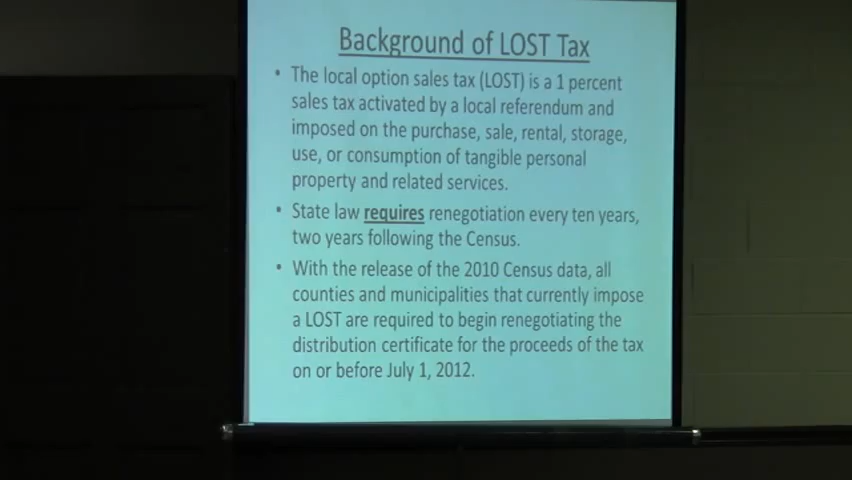 Background of LOST Tax
• The local option sales tax (LOST) is a 1 percent
sales tax activated by a local referendum and
imposed on the purchase, sale, rental, storage,
use, or consumption of tangible personal
property and related services.
• State law requires renegotiation every ten years,
two years following the Census.
• With the release of the 2010 Census data, all
counties and municipalities that currently impose
a LOST are required to begin renegotiating the
distribution certificate for the proceeds of the tax
on or before July 1, 2012.